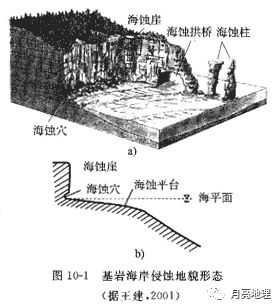 海蚀崖
海蚀拱桥
海蚀柱
海蚀穴
a)
海蚀崖
海蚀穴
海蚀平台
海平面
b)
图 10-1 基岩海岸侵蚀地貌形态
(据王建,2001)
月亮地理